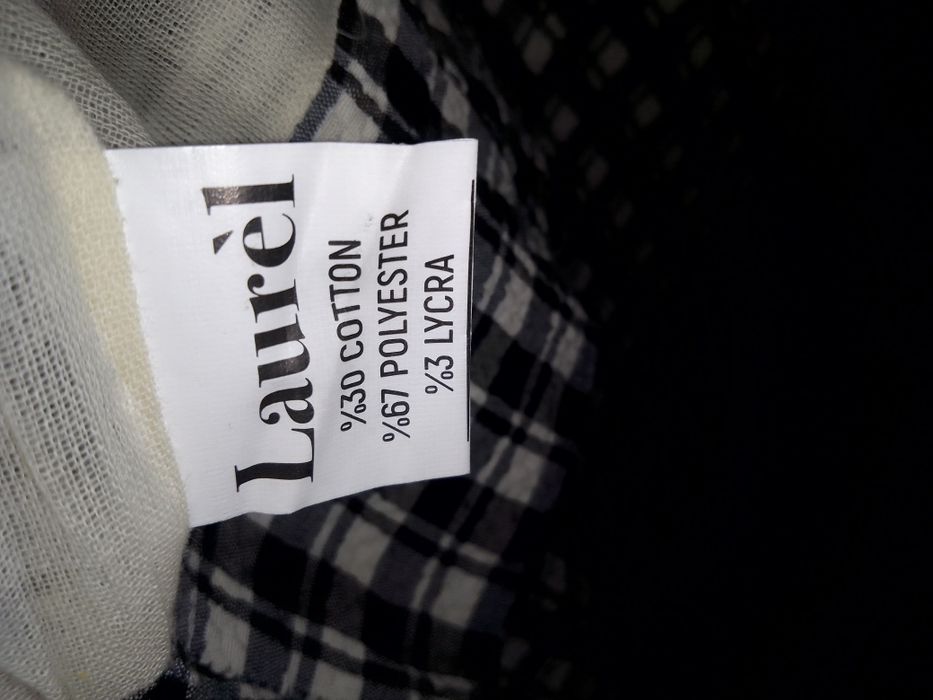 Laurèl
%30 COTTON
%67 POLYESTER
%3 LYCRA